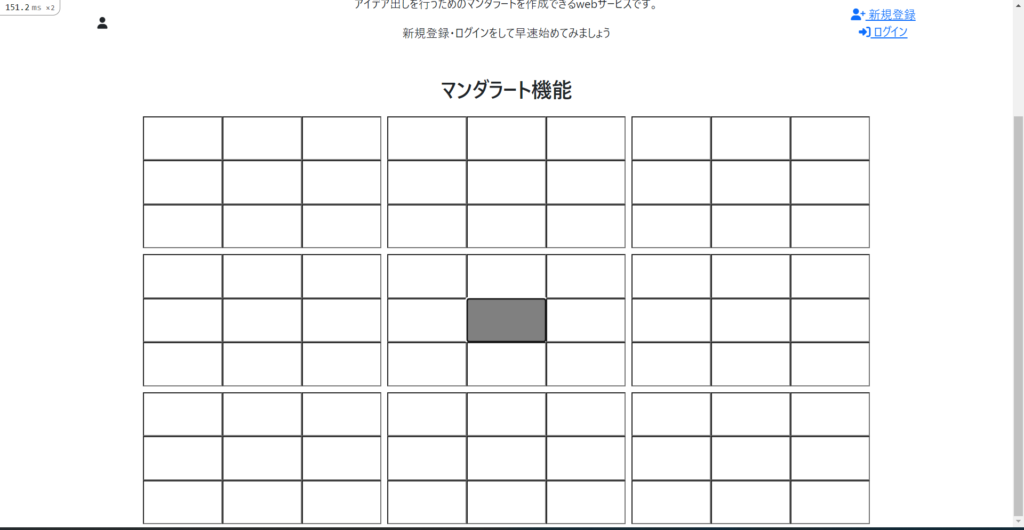 151.2 ms ×2
アイデア出しを行うためのマンダラートを作成できるwebサービスです。
新規登録
ログイン
新規登録・ログインをして早速始めてみましょう
マンダラート機能